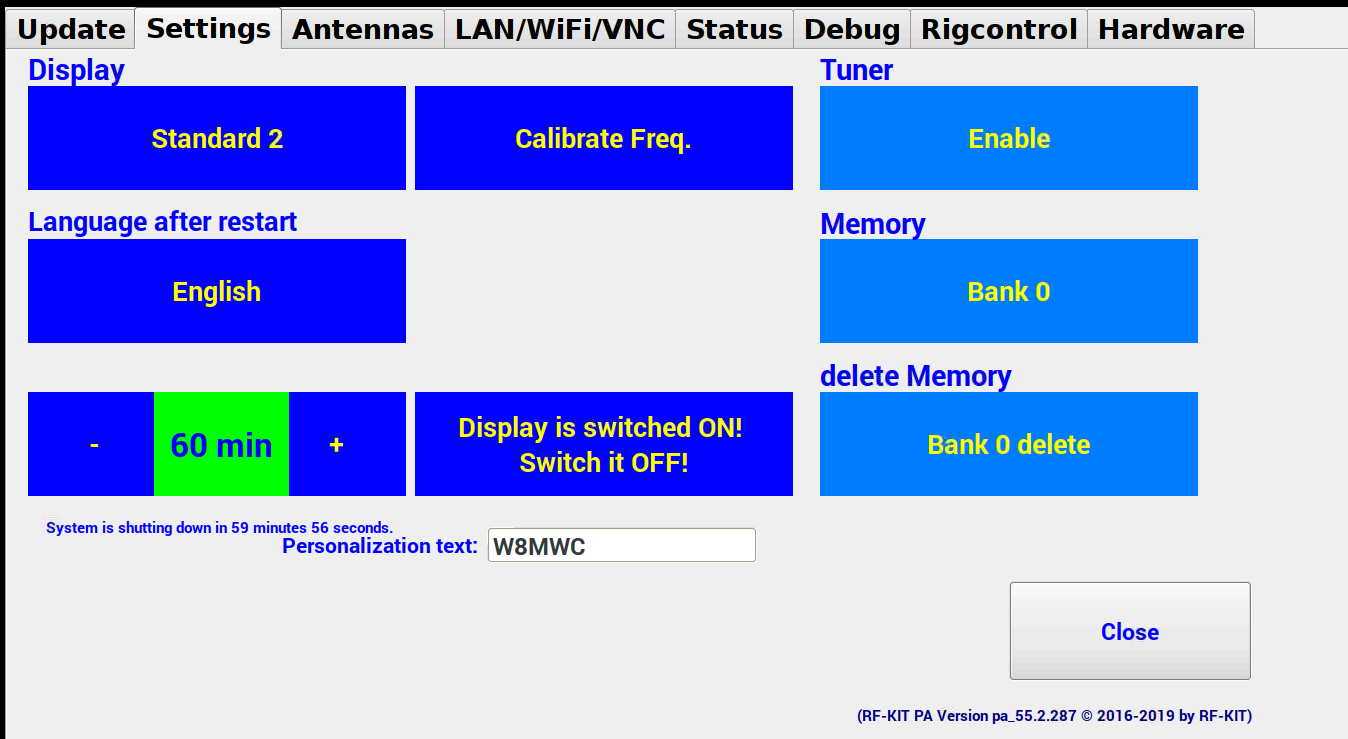 Update Settings Antennas LAN/WiFi/VNC Status Debug Rigcontrol Hardware
Display
Tuner
Standard 2
Calibrate Freq.
Enable
Language after restart
Memory
English
Bank 0
delete Memory
- 60 min +
Display is switched ON!
Switch it OFF!
Bank 0 delete
System is shutting down in 59 minutes 56 seconds.
Personalization text: W8MWC
Close
(RF-KIT PA Version pa_55.2.287 © 2016-2019 by RF-KIT)